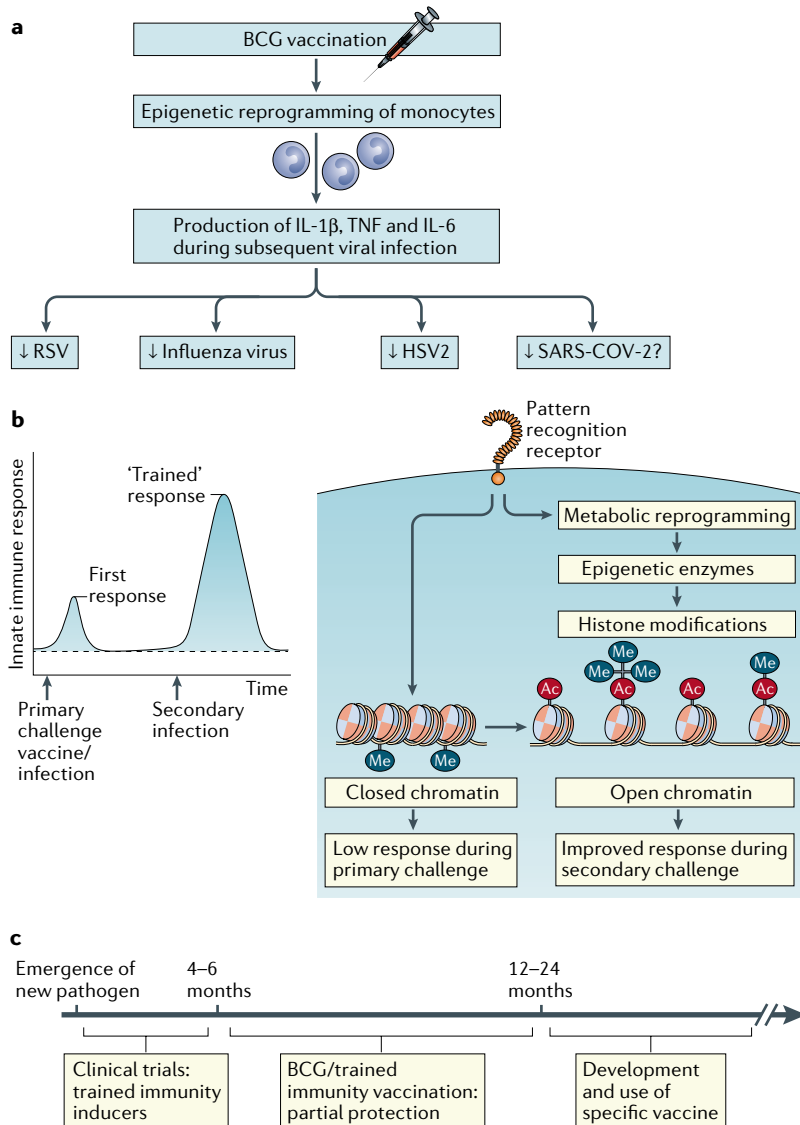 a
BCG vaccination
Epigenetic reprogramming of monocytes
Production of IL-1β, TNF and IL-6
during subsequent viral infection
↓ RSV
↓ Influenza virus
↓ HSV2
↓ SARS-COV-2?
b
Innate immune response
'Trained'
response
First
response
Time
Primary
challenge
vaccine/
infection
Secondary
infection
Pattern
recognition
receptor
Metabolic reprogramming
Epigenetic enzymes
Histone modifications
Me
Me
Me
Me
Ac
Ac
Ac
Ac
Me
Me
Closed chromatin
Open chromatin
Low response during
primary challenge
Improved response during
secondary challenge
c
Emergence of
new pathogen
4–6
months
12–24
months
Clinical trials:
trained immunity
inducers
BCG/trained
immunity vaccination:
partial protection
Development
and use of
specific vaccine